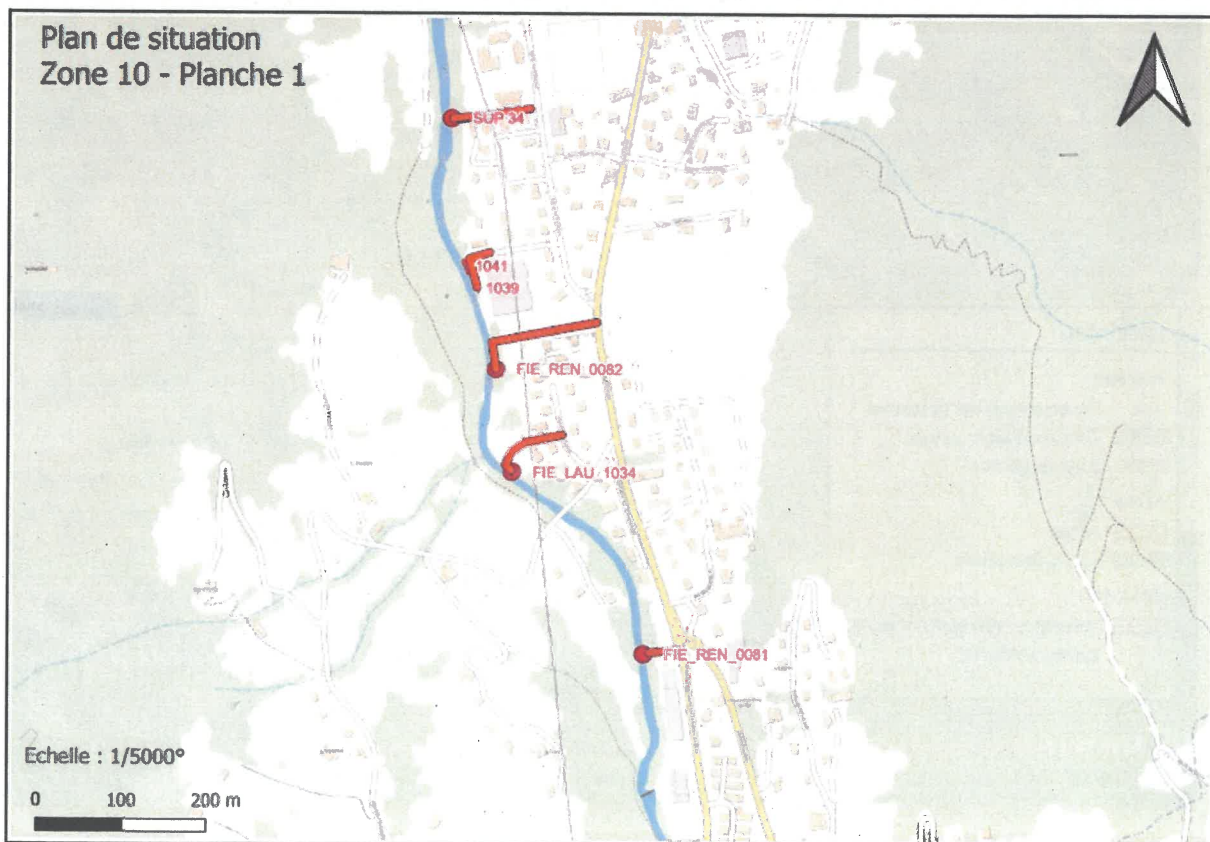 Plan de situation
Zone 10 - Planche 1
SUP 34
1041
1039
FIE_REN_0082
FIE_LAU_1034
FIE_REN_0081
Echelle : 1/5000°
0 100 200 m